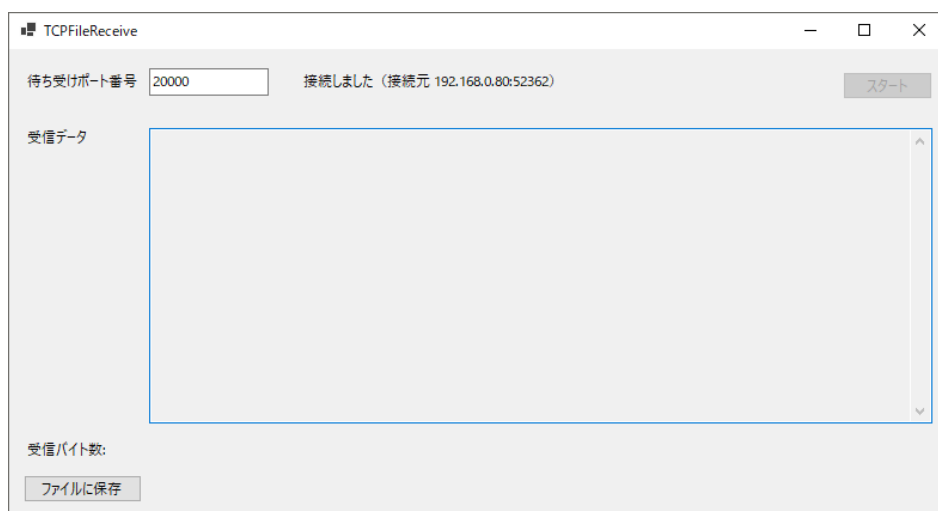 TCPFileReceive
待ち受けポート番号 20000 接続しました（接続元 192.168.0.80:52362） スタート
受信データ
受信バイト数:
ファイルに保存